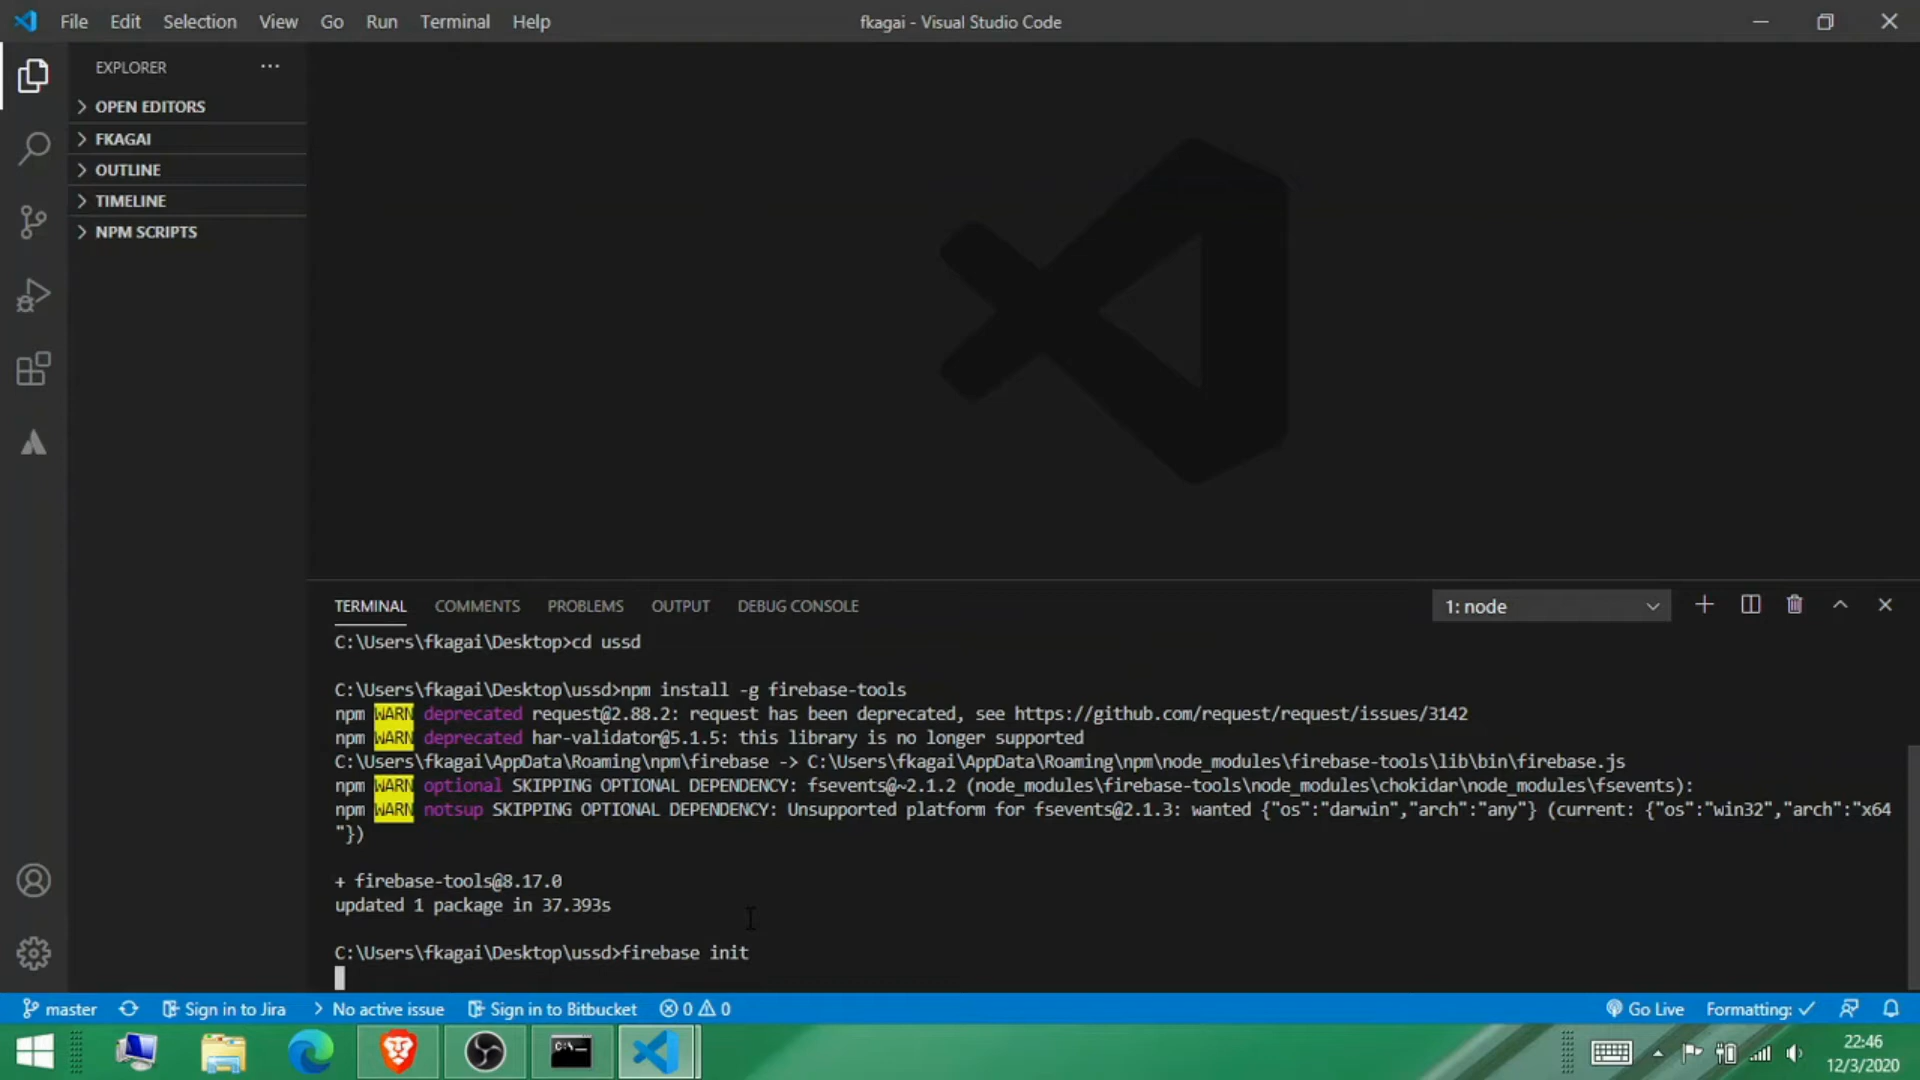 File Edit Selection View Go Run Terminal Help
fkagai - Visual Studio Code
EXPLORER
OPEN EDITORS
FKAGAI
OUTLINE
TIMELINE
NPM SCRIPTS
TERMINAL COMMENTS PROBLEMS OUTPUT DEBUG CONSOLE
1: node
C:\Users\fkagai\Desktop>cd ussd
C:\Users\fkagai\Desktop\ussd>npm install -g firebase-tools
npm WARN deprecated request@2.88.2: request has been deprecated, see https://github.com/request/request/issues/3142
npm WARN deprecated har-validator@5.1.5: this library is no longer supported
C:\Users\fkagai\AppData\Roaming\npm\firebase -> C:\Users\fkagai\AppData\Roaming\npm\node_modules\firebase-tools\lib\bin\firebase.js
npm WARN optional SKIPPING OPTIONAL DEPENDENCY: fsevents@~2.1.2 (node_modules\firebase-tools\node_modules\chokidar\node_modules\fsevents):
npm WARN notsup SKIPPING OPTIONAL DEPENDENCY: Unsupported platform for fsevents@2.1.3: wanted {"os":"darwin","arch":"any"} (current: {"os":"win32","arch":"x64
"})
+ firebase-tools@8.17.0
updated 1 package in 37.393s
C:\Users\fkagai\Desktop\ussd>firebase init
master Sign in to Jira No active issue Sign in to Bitbucket 0 0 Go Live Formatting: ✓
C:\_
22:46
12/3/2020